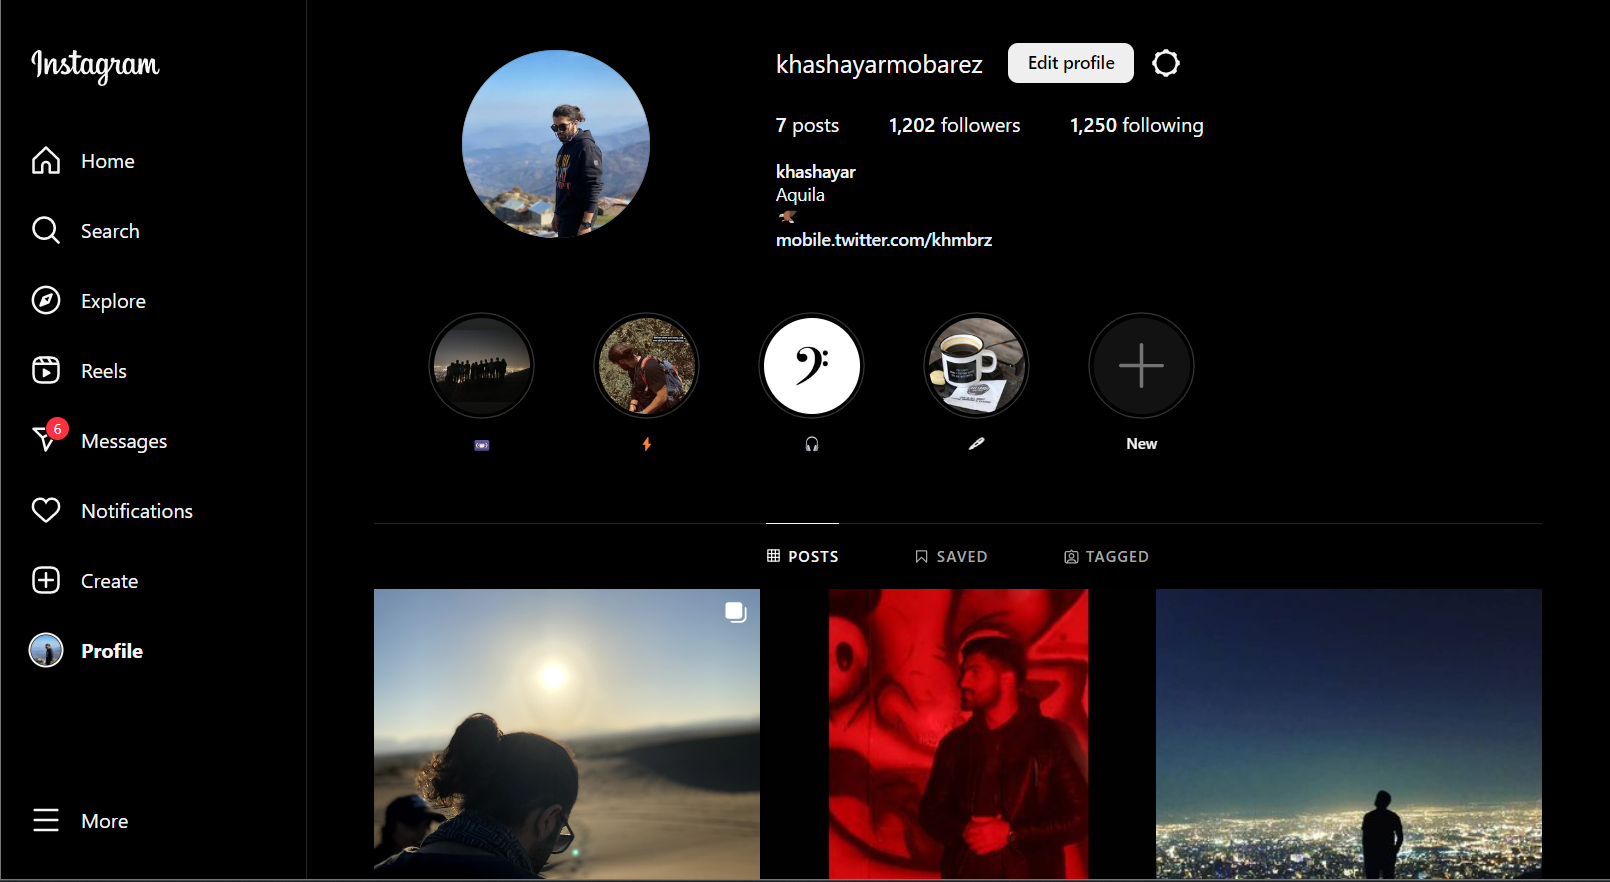 Instagram
Home
Search
Explore
Reels
6
Messages
Notifications
Create
Profile
More
khashayarmobarez
Edit profile
7 posts
1,202 followers
1,250 following
khashayar
Aquila
mobile.twitter.com/khmbrz
New
POSTS
SAVED
TAGGED